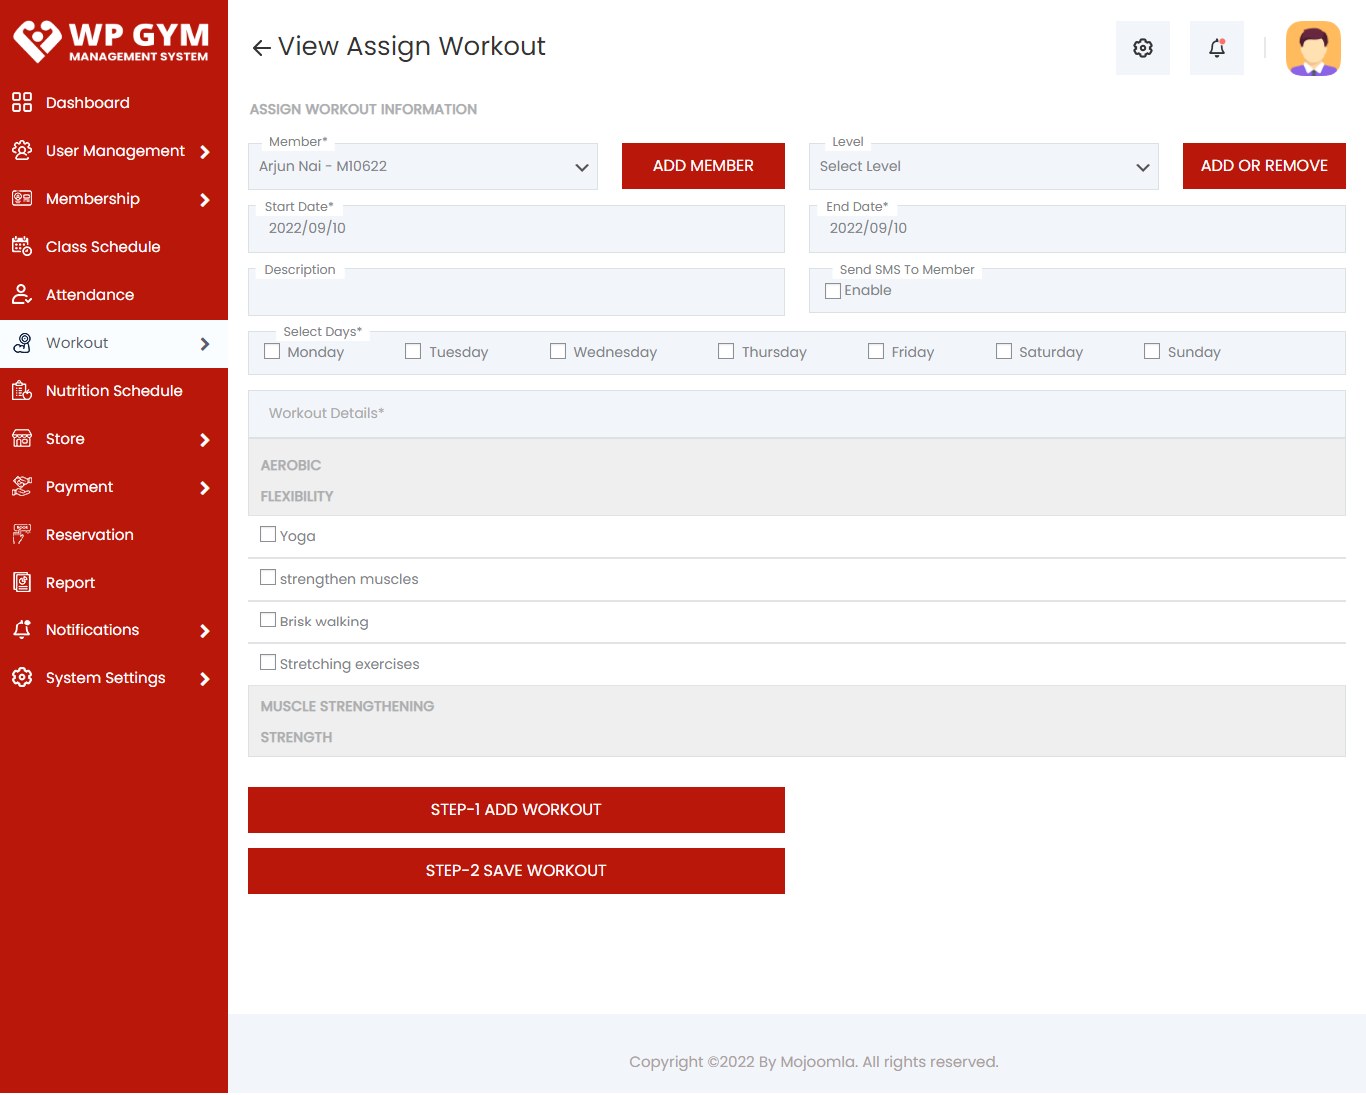 WP GYM
MANAGEMENT SYSTEM
Dashboard
User Management
Membership
Class Schedule
Attendance
Workout
Nutrition Schedule
Store
Payment
Reservation
Report
Notifications
System Settings
View Assign Workout
ASSIGN WORKOUT INFORMATION
Member*
Arjun Nai - M10622
ADD MEMBER
Level
Select Level
ADD OR REMOVE
Start Date*
2022/09/10
End Date*
2022/09/10
Description
Send SMS To Member
Enable
Select Days*
Monday Tuesday Wednesday Thursday Friday Saturday Sunday
Workout Details*
AEROBIC
FLEXIBILITY
Yoga
strengthen muscles
Brisk walking
Stretching exercises
MUSCLE STRENGTHENING
STRENGTH
STEP-1 ADD WORKOUT
STEP-2 SAVE WORKOUT
Copyright ©2022 By Mojoomla. All rights reserved.